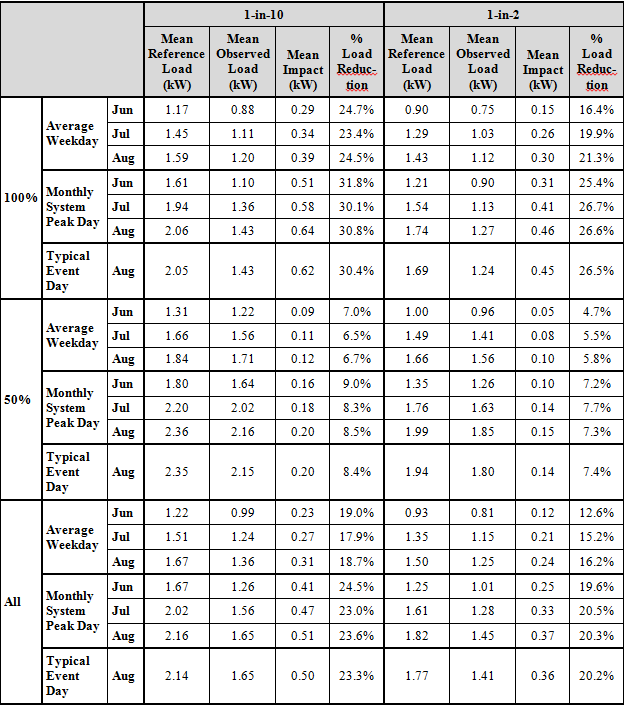 1-in-10 1-in-2
Mean Reference Load (kW) Mean Observed Load (kW) Mean Impact (kW) % Load Reduc-tion Mean Reference Load (kW) Mean Observed Load (kW) Mean Impact (kW) % Load Reduc-tion
100% Average Weekday Jun 1.17 0.88 0.29 24.7% 0.90 0.75 0.15 16.4%
Jul 1.45 1.11 0.34 23.4% 1.29 1.03 0.26 19.9%
Aug 1.59 1.20 0.39 24.5% 1.43 1.12 0.30 21.3%
Monthly System Peak Day Jun 1.61 1.10 0.51 31.8% 1.21 0.90 0.31 25.4%
Jul 1.94 1.36 0.58 30.1% 1.54 1.13 0.41 26.7%
Aug 2.06 1.43 0.64 30.8% 1.74 1.27 0.46 26.6%
Typical Event Day Aug 2.05 1.43 0.62 30.4% 1.69 1.24 0.45 26.5%
50% Average Weekday Jun 1.31 1.22 0.09 7.0% 1.00 0.96 0.05 4.7%
Jul 1.66 1.56 0.11 6.5% 1.49 1.41 0.08 5.5%
Aug 1.84 1.71 0.12 6.7% 1.66 1.56 0.10 5.8%
Monthly System Peak Day Jun 1.80 1.64 0.16 9.0% 1.35 1.26 0.10 7.2%
Jul 2.20 2.02 0.18 8.3% 1.76 1.63 0.14 7.7%
Aug 2.36 2.16 0.20 8.5% 1.99 1.85 0.15 7.3%
Typical Event Day Aug 2.35 2.15 0.20 8.4% 1.94 1.80 0.14 7.4%
All Average Weekday Jun 1.22 0.99 0.23 19.0% 0.93 0.81 0.12 12.6%
Jul 1.51 1.24 0.27 17.9% 1.35 1.15 0.21 15.2%
Aug 1.67 1.36 0.31 18.7% 1.50 1.25 0.24 16.2%
Monthly System Peak Day Jun 1.67 1.26 0.41 24.5% 1.25 1.01 0.25 19.6%
Jul 2.02 1.56 0.47 23.0% 1.61 1.28 0.33 20.5%
Aug 2.16 1.65 0.51 23.6% 1.82 1.45 0.37 20.3%
Typical Event Day Aug 2.14 1.65 0.50 23.3% 1.77 1.41 0.36 20.2%